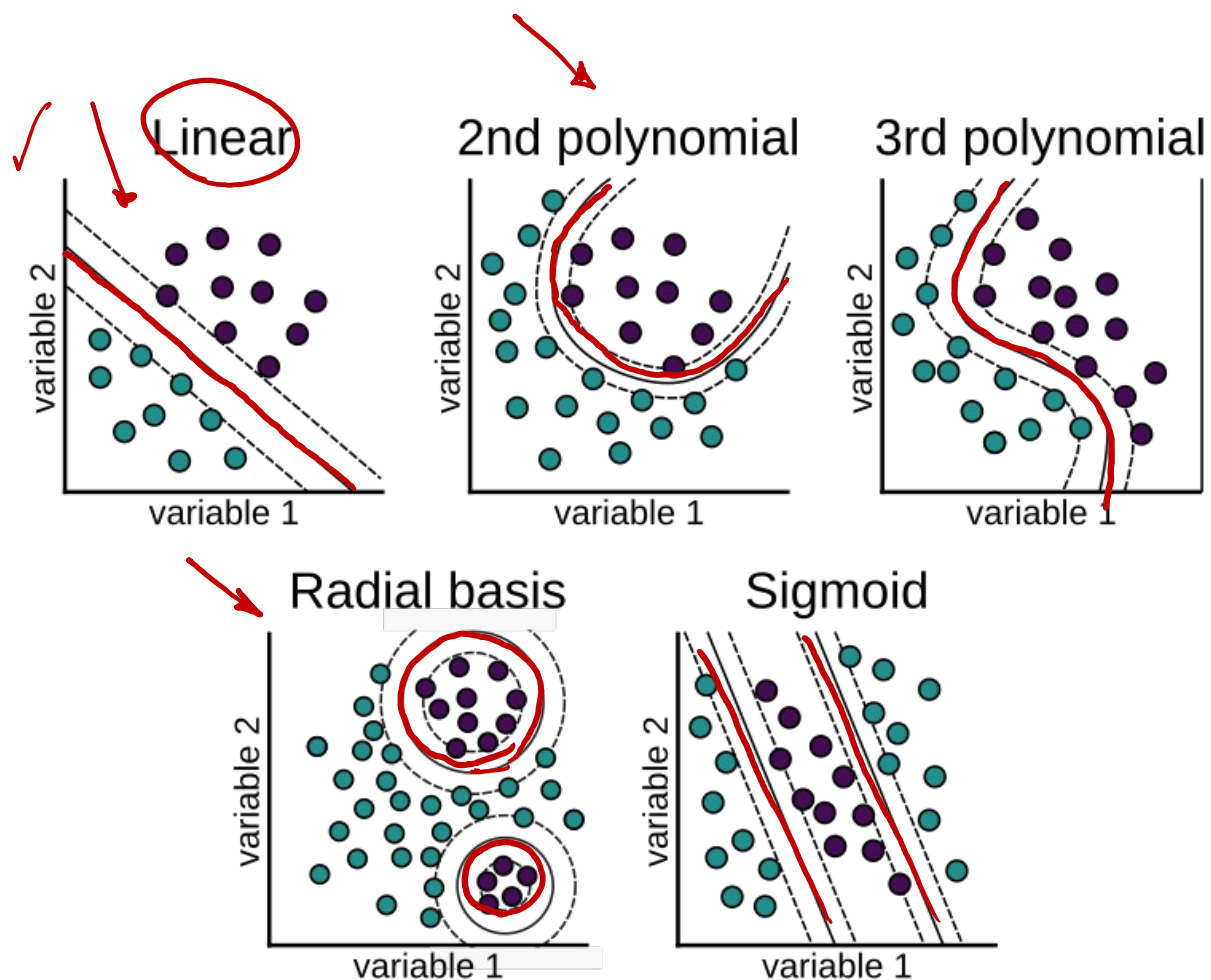 Linear
2nd polynomial
3rd polynomial
variable 2
variable 2
variable 2
variable 1
variable 1
variable 1
Radial basis
Sigmoid
variable 2
variable 2
variable 1
variable 1